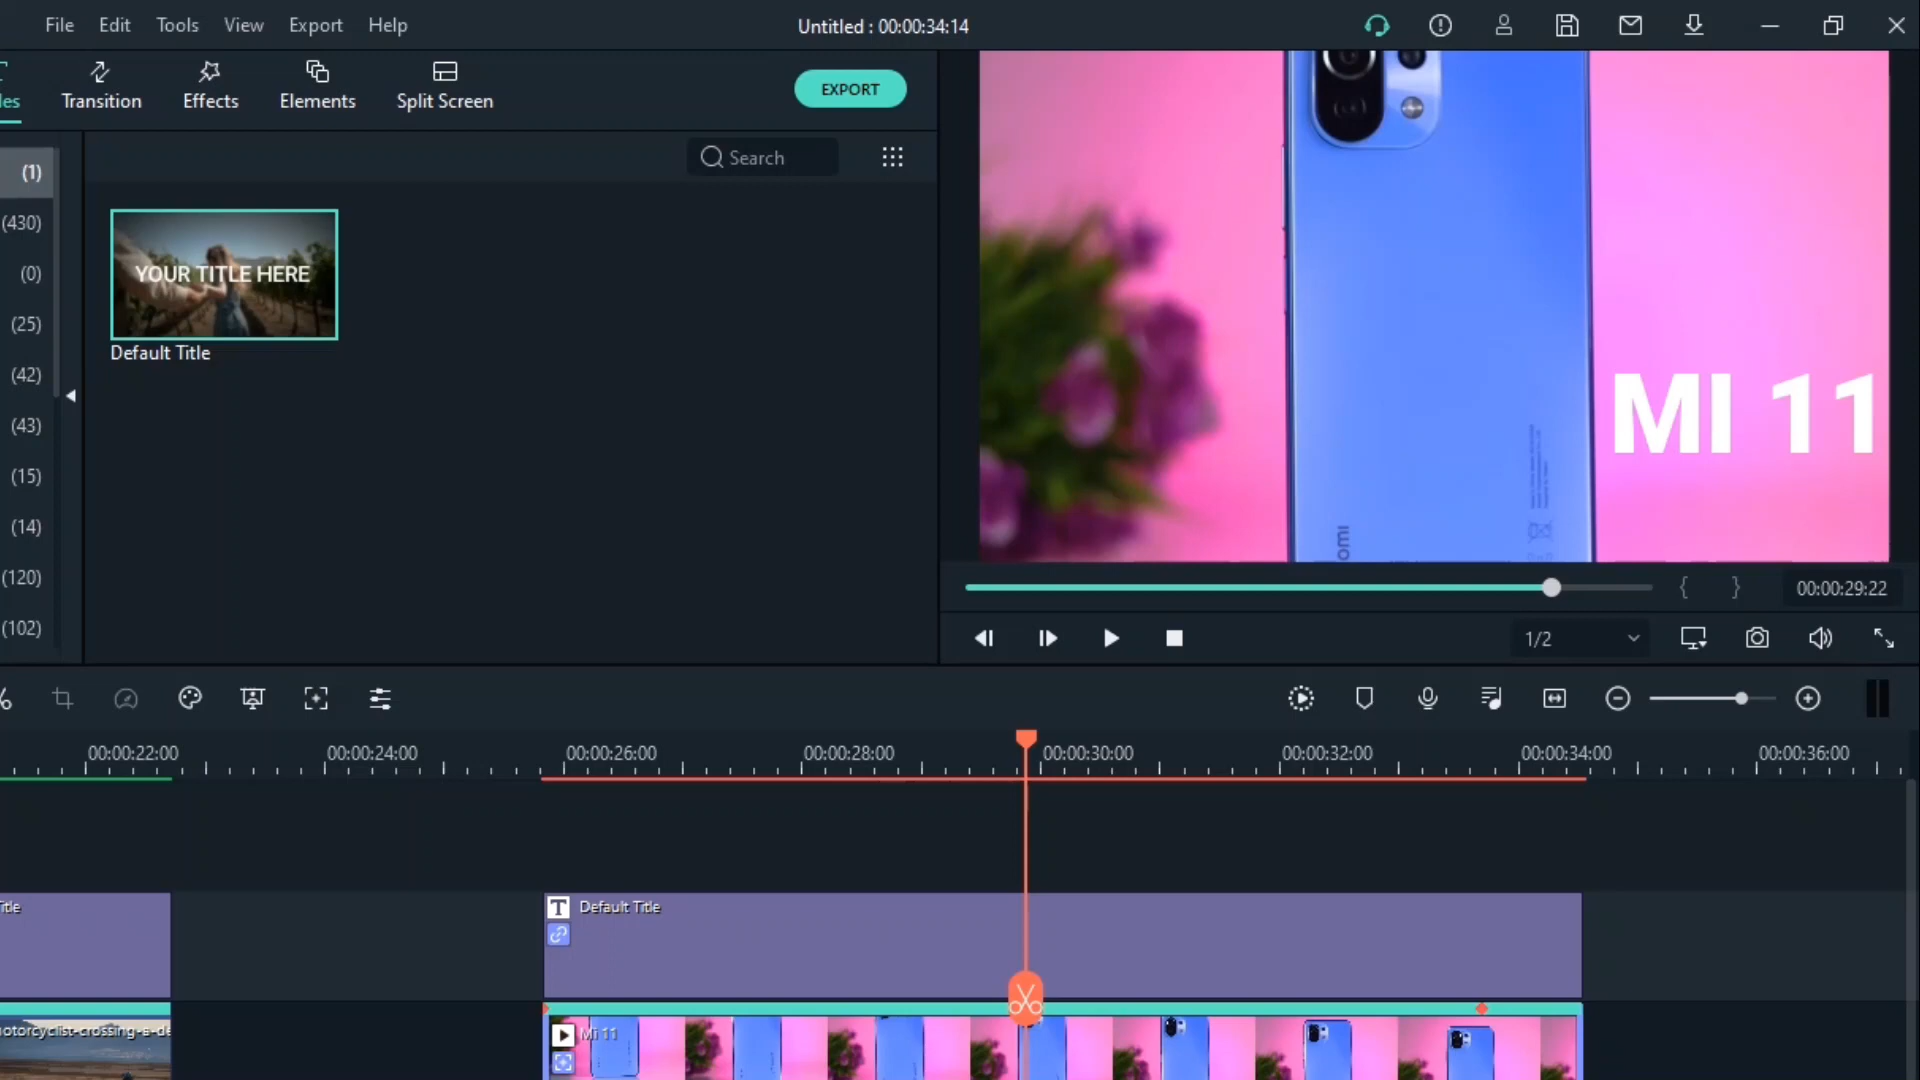 File Edit Tools View Export Help
Untitled : 00:00:34:14
Transition Effects Elements Split Screen
EXPORT
(1)
Search
(430)
(0)
YOUR TITLE HERE
(25)
Default Title
(42)
(43)
(15)
(14)
(120)
(102)
MI 11
{ }
00:00:29:22
1/2
00:00:22:00 00:00:24:00 00:00:26:00 00:00:28:00 00:00:30:00 00:00:32:00 00:00:34:00 00:00:36:00
Title
T Default Title
otorcyclist-crossing-a-de
Mi 11